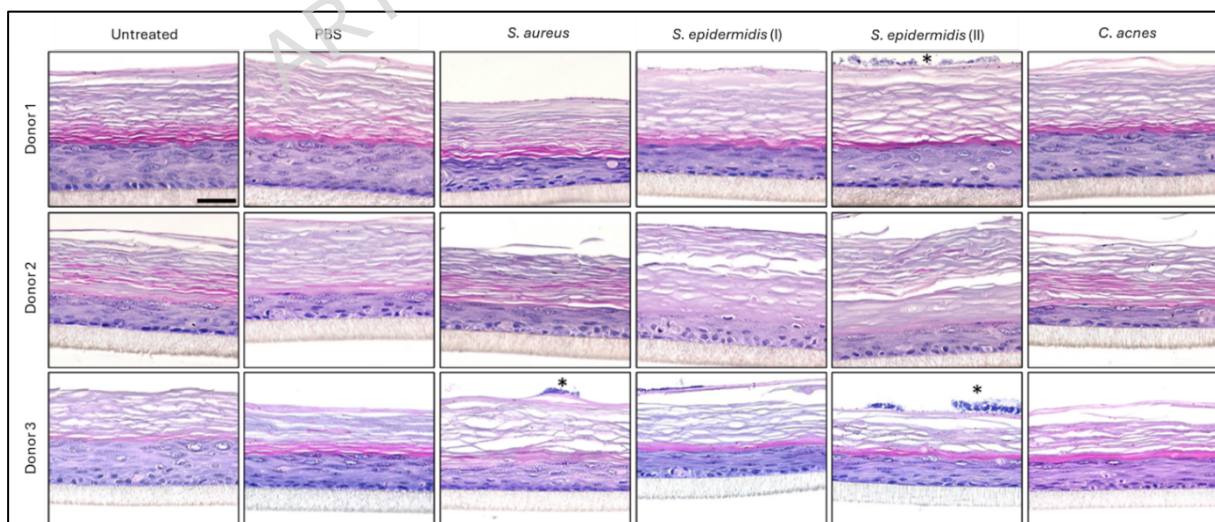 Untreated
PBS
S. aureus
S. epidermidis (I)
S. epidermidis (II)
C. acnes
Donor 1
*
Donor 2
Donor 3
*
*